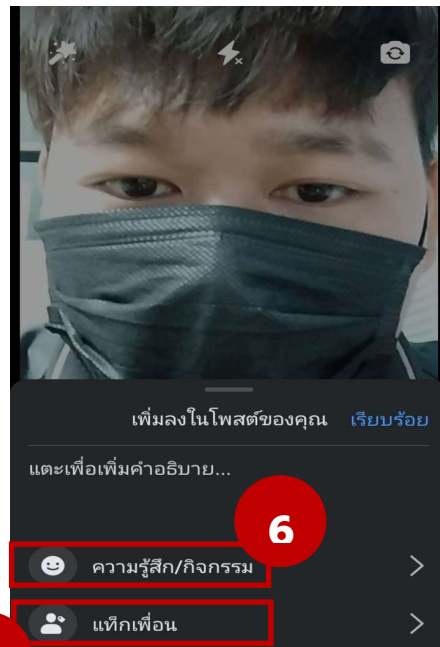 เพิ่มลงในโพสต์ของคุณ เรียบร้อย
แตะเพื่อเพิ่มคำอธิบาย...
6
ความรู้สึก/กิจกรรม
แท็กเพื่อน